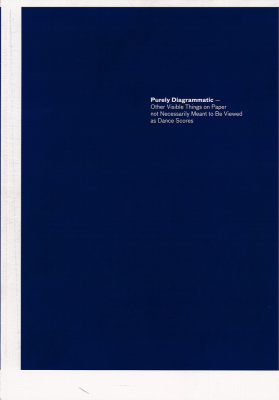 Purely Diagrammatic —
Other Visible Things on Paper
not Necessarily Meant to Be Viewed
as Dance Scores